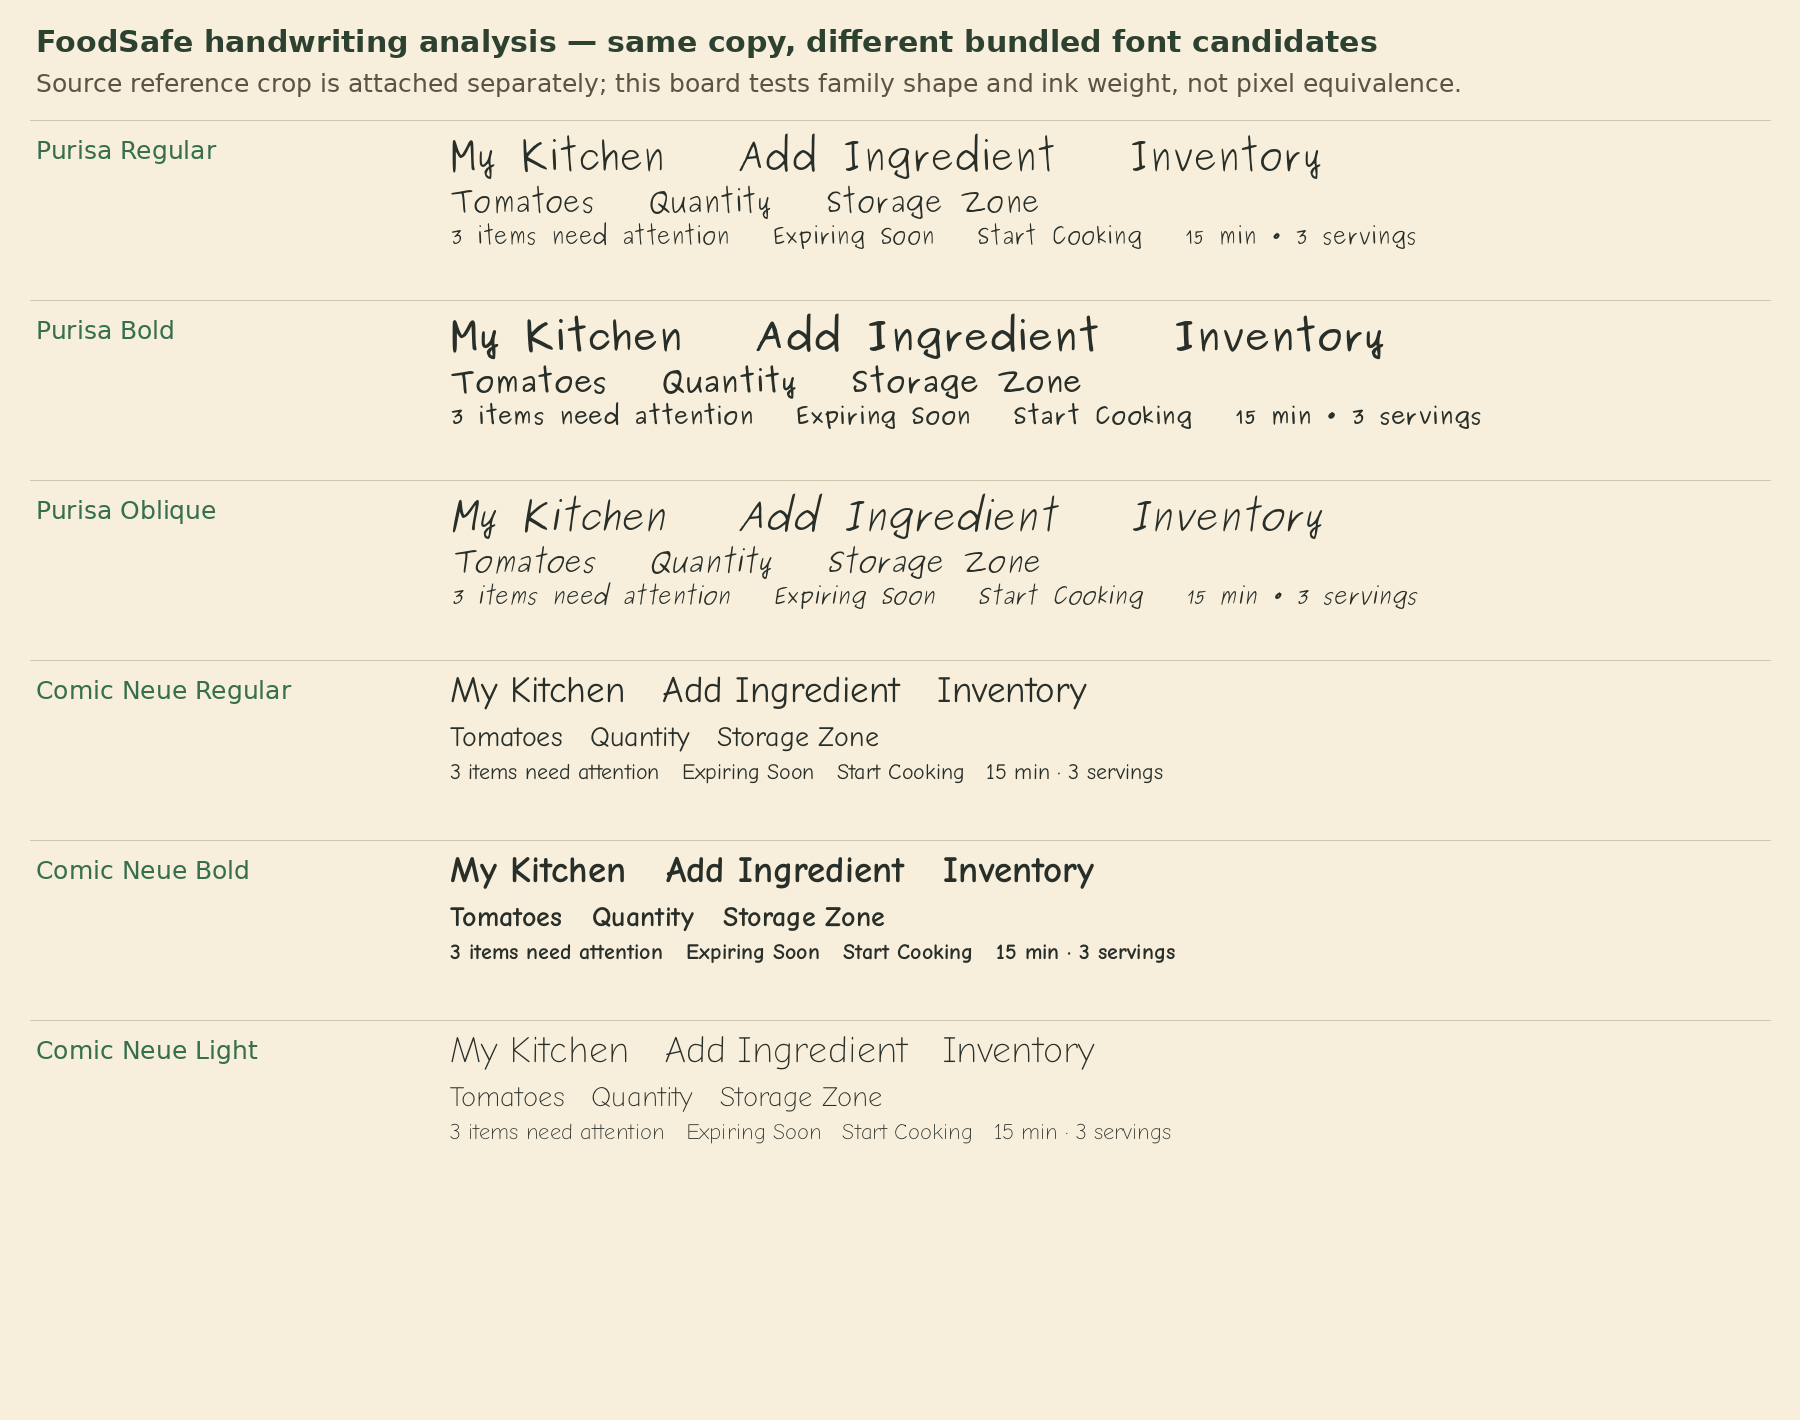 FoodSafe handwriting analysis — same copy, different bundled font candidates
Source reference crop is attached separately; this board tests family shape and ink weight, not pixel equivalence.
Purisa Regular
My Kitchen Add Ingredient Inventory
Tomatoes Quantity Storage Zone
3 items need attention Expiring Soon Start Cooking 15 min • 3 servings
Purisa Bold
My Kitchen Add Ingredient Inventory
Tomatoes Quantity Storage Zone
3 items need attention Expiring Soon Start Cooking 15 min • 3 servings
Purisa Oblique
My Kitchen Add Ingredient Inventory
Tomatoes Quantity Storage Zone
3 items need attention Expiring Soon Start Cooking 15 min • 3 servings
Comic Neue Regular
My Kitchen Add Ingredient Inventory
Tomatoes Quantity Storage Zone
3 items need attention Expiring Soon Start Cooking 15 min · 3 servings
Comic Neue Bold
My Kitchen Add Ingredient Inventory
Tomatoes Quantity Storage Zone
3 items need attention Expiring Soon Start Cooking 15 min · 3 servings
Comic Neue Light
My Kitchen Add Ingredient Inventory
Tomatoes Quantity Storage Zone
3 items need attention Expiring Soon Start Cooking 15 min · 3 servings